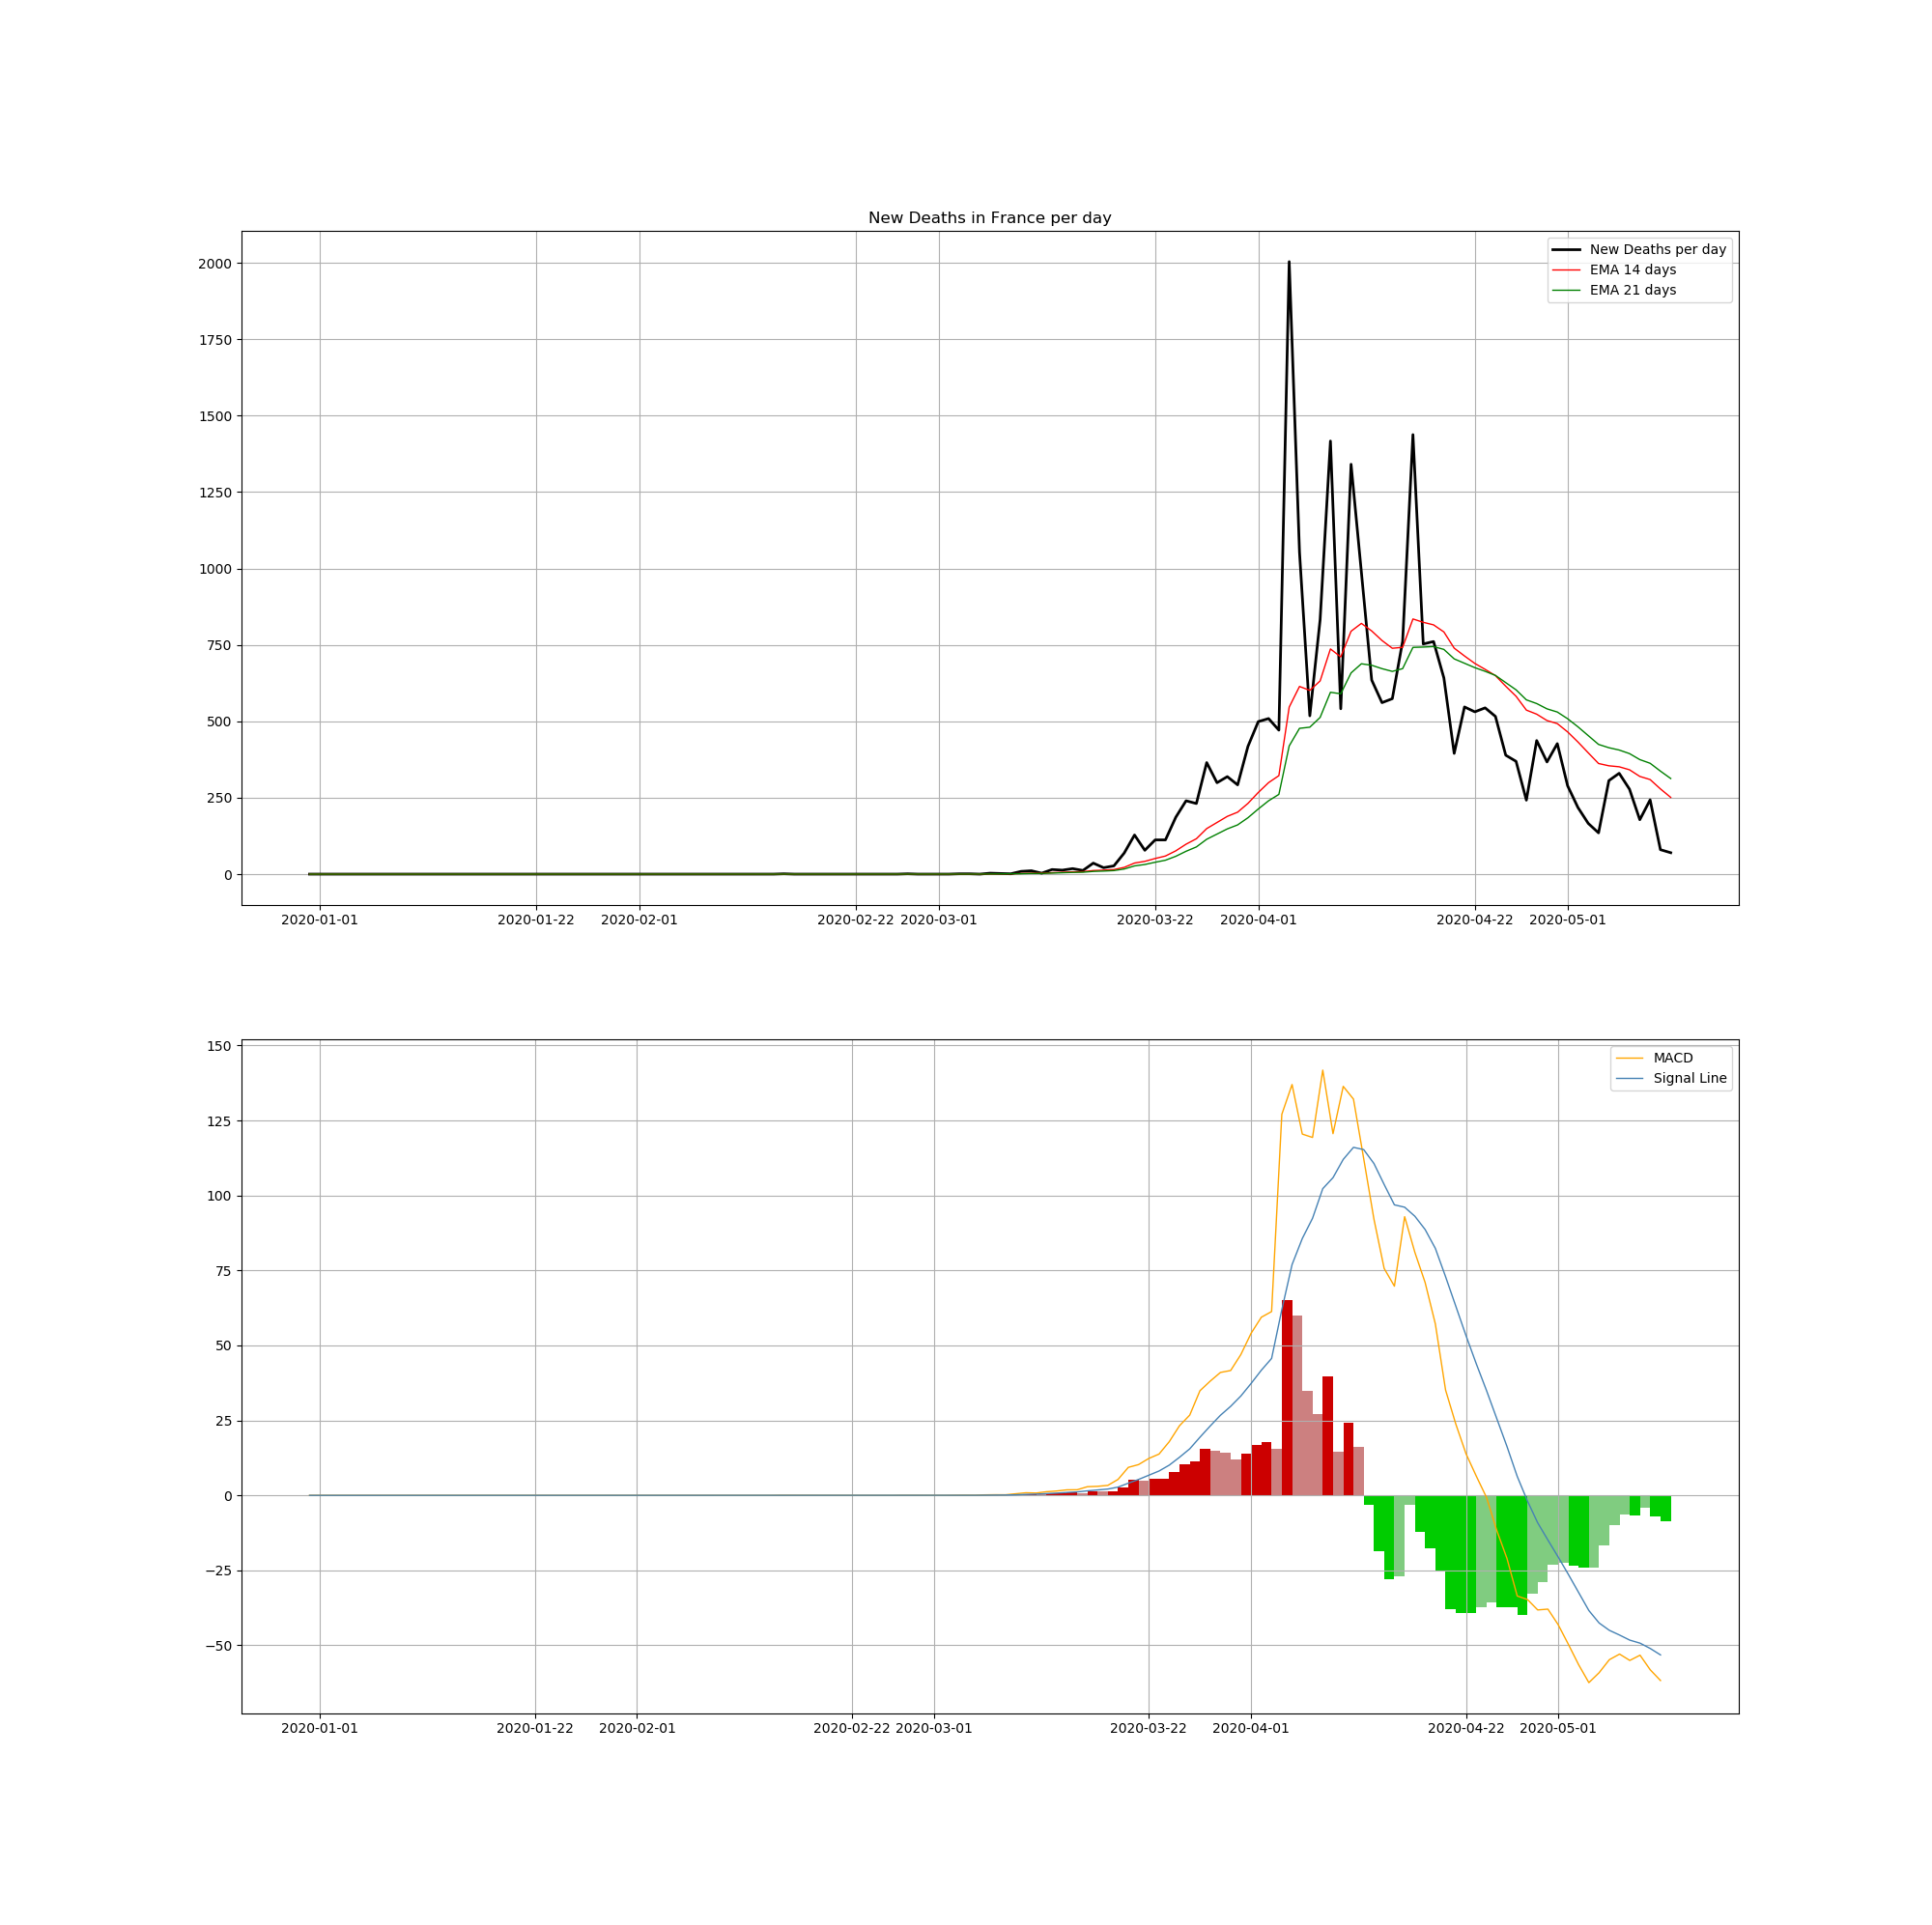 New Deaths in France per day
New Deaths per day
EMA 14 days
EMA 21 days
2000
1750
1500
1250
1000
750
500
250
0
2020-01-01 2020-01-22 2020-02-01 2020-02-22 2020-03-01 2020-03-22 2020-04-01 2020-04-22 2020-05-01
MACD
Signal Line
150
125
100
75
50
25
0
−25
−50
2020-01-01 2020-01-22 2020-02-01 2020-02-22 2020-03-01 2020-03-22 2020-04-01 2020-04-22 2020-05-01